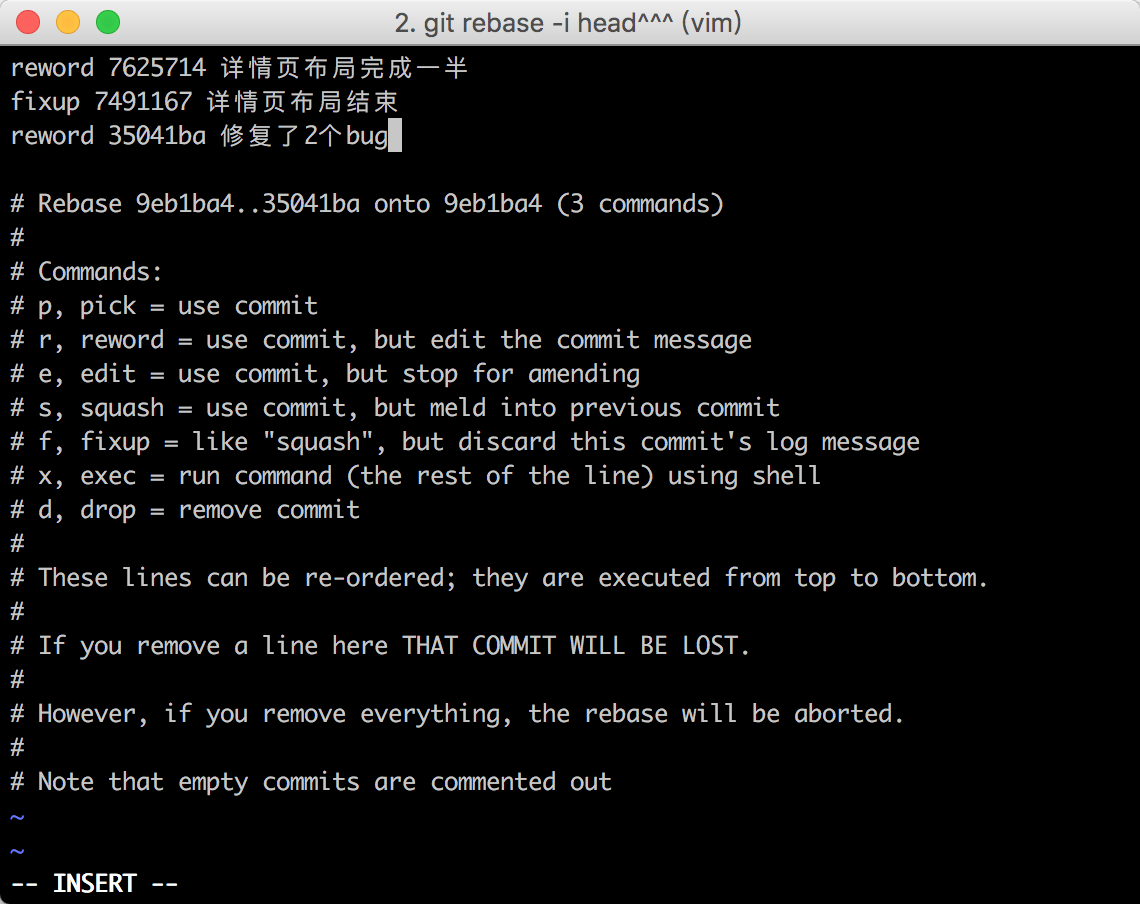 2. git rebase -i head^^^ (vim)
reword 7625714 详情页布局完成一半
fixup 7491167 详情页布局结束
reword 35041ba 修复了2个bug
# Rebase 9eb1ba4..35041ba onto 9eb1ba4 (3 commands)
#
# Commands:
# p, pick = use commit
# r, reword = use commit, but edit the commit message
# e, edit = use commit, but stop for amending
# s, squash = use commit, but meld into previous commit
# f, fixup = like "squash", but discard this commit's log message
# x, exec = run command (the rest of the line) using shell
# d, drop = remove commit
#
# These lines can be re-ordered; they are executed from top to bottom.
#
# If you remove a line here THAT COMMIT WILL BE LOST.
#
# However, if you remove everything, the rebase will be aborted.
#
# Note that empty commits are commented out
~
~
-- INSERT --